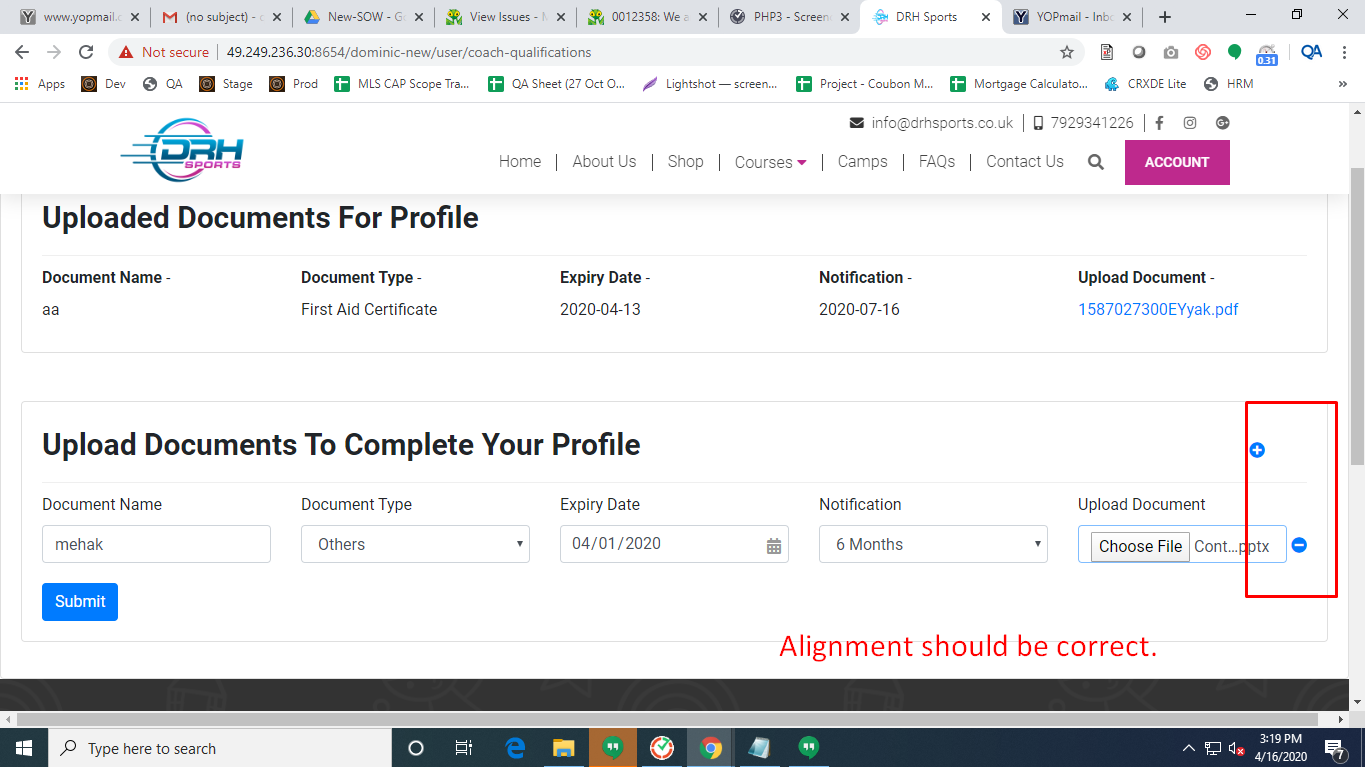 www.yopmail.c
(no subject) - c
New-SOW - G
View Issues - M
0012358: We a
PHP3 - Screen
DRH Sports
YOPmail - Inb
Not secure | 49.249.236.30:8654/dominic-new/user/coach-qualifications
0.31
QA
Apps
Dev
QA
Stage
Prod
MLS CAP Scope Tra...
QA Sheet (27 Oct O...
Lightshot — screen...
Project - Coubon M...
Mortgage Calculato...
CRXDE Lite
HRM
info@drhsports.co.uk
7929341226
DRH
SPORTS
Home
About Us
Shop
Courses
Camps
FAQs
Contact Us
ACCOUNT
Uploaded Documents For Profile
Document Name - Document Type - Expiry Date - Notification - Upload Document -
aa First Aid Certificate 2020-04-13 2020-07-16 1587027300EYyak.pdf
Upload Documents To Complete Your Profile
Document Name Document Type Expiry Date Notification Upload Document
mehak Others 04/01/2020 6 Months Choose File Cont...pptx
Submit
Alignment should be correct.
Type here to search
3:19 PM
4/16/2020
7